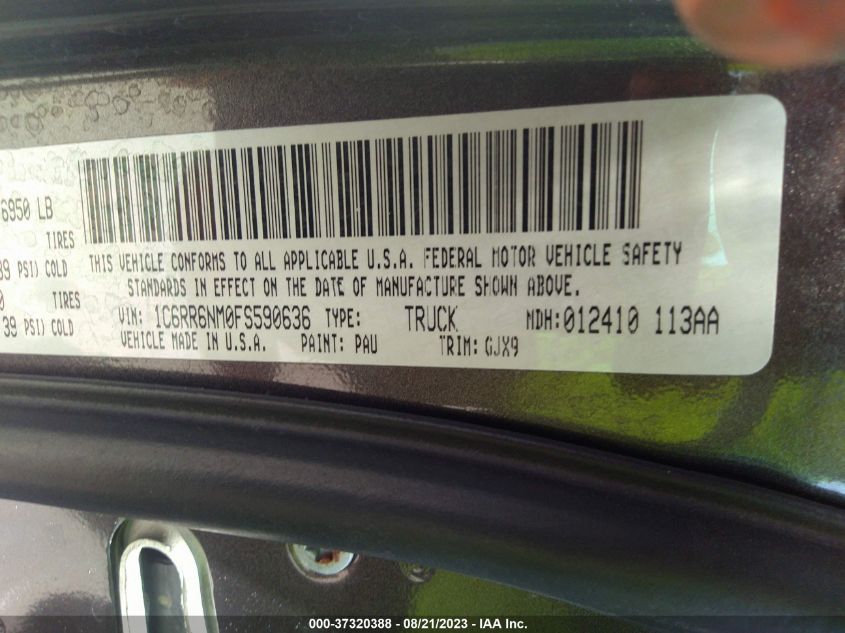 6950 LB
TIRES
39 PSI) COLD
0 TIRES
39 PSI) COLD
THIS VEHICLE CONFORMS TO ALL APPLICABLE U.S.A. FEDERAL MOTOR VEHICLE SAFETY
STANDARDS IN EFFECT ON THE DATE OF MANUFACTURE SHOWN ABOVE.
VIN: 1C6RR6NM0FS590636 TYPE: TRUCK MDH:012410 113AA
VEHICLE MADE IN U.S.A. PAINT: PAU TRIM: GJX9
000-37320388 - 08/21/2023 - IAA Inc.